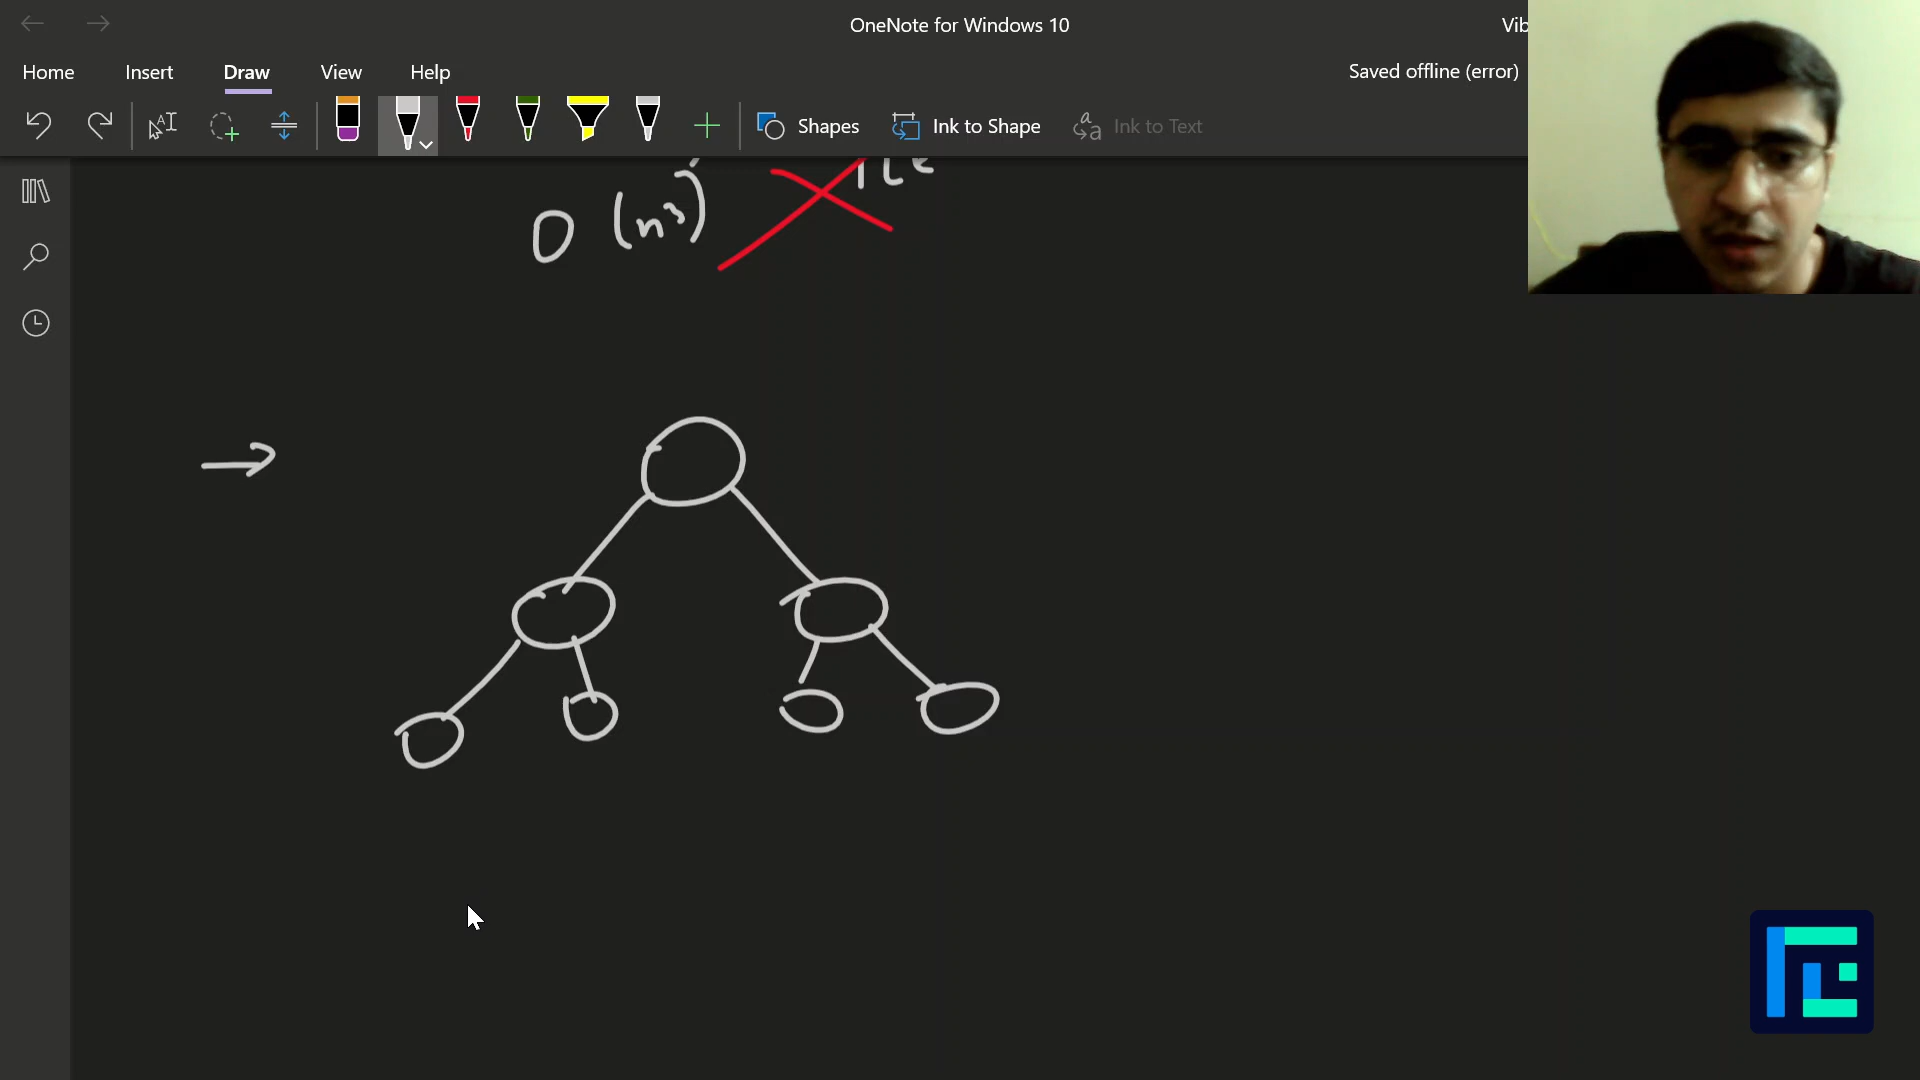 OneNote for Windows 10
Vib
Home Insert Draw View Help
Saved offline (error)
Shapes Ink to Shape Ink to Text
O (n³)